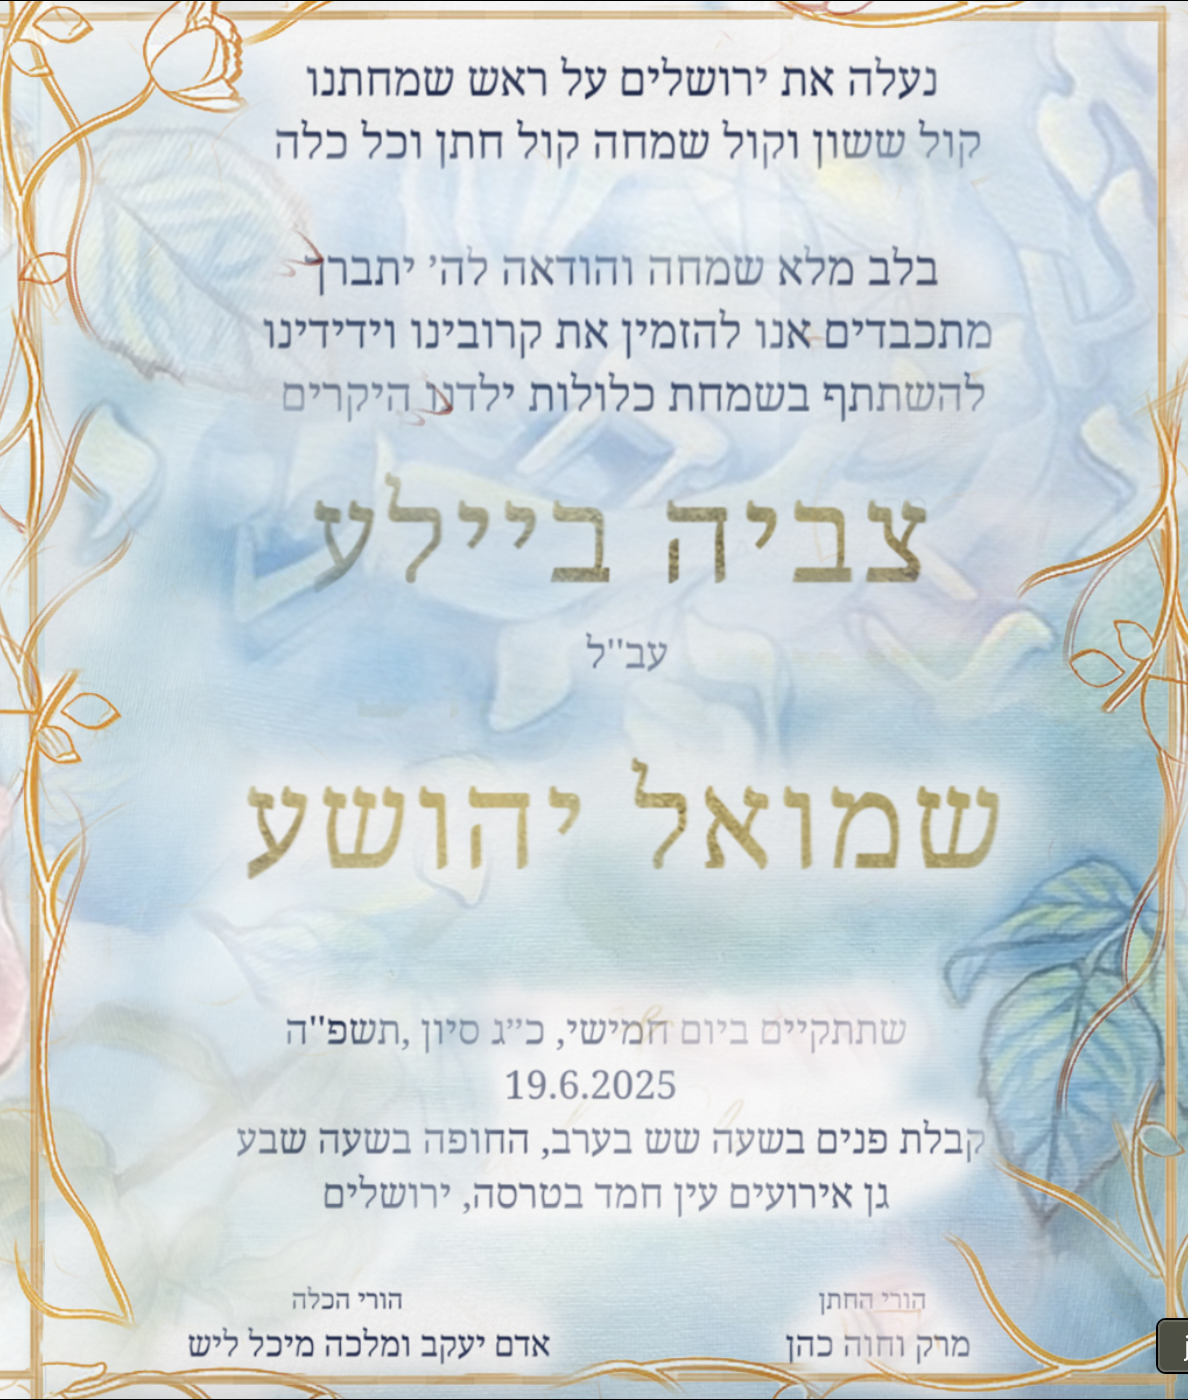 נעלה את ירושלים על ראש שמחתנו
קול ששון וקול שמחה קול חתן וכל כלה
בלב מלא שמחה והודאה לה' יתברך
מתכבדים אנו להזמין את קרובינו וידידינו
להשתתף בשמחת כלולות ילדנו היקרים
צביה ביילע
עב''ל
שמואל יהושע
שתתקיים ביום חמישי, כ״ג סיון ,תשפ''ה
19.6.2025
קבלת פנים בשעה שש בערב, החופה בשעה שבע
גן אירועים עין חמד בטרסה, ירושלים
הורי החתן
מרק וחוה כהן
הורי הכלה
אדם יעקב ומלכה מיכל ליש